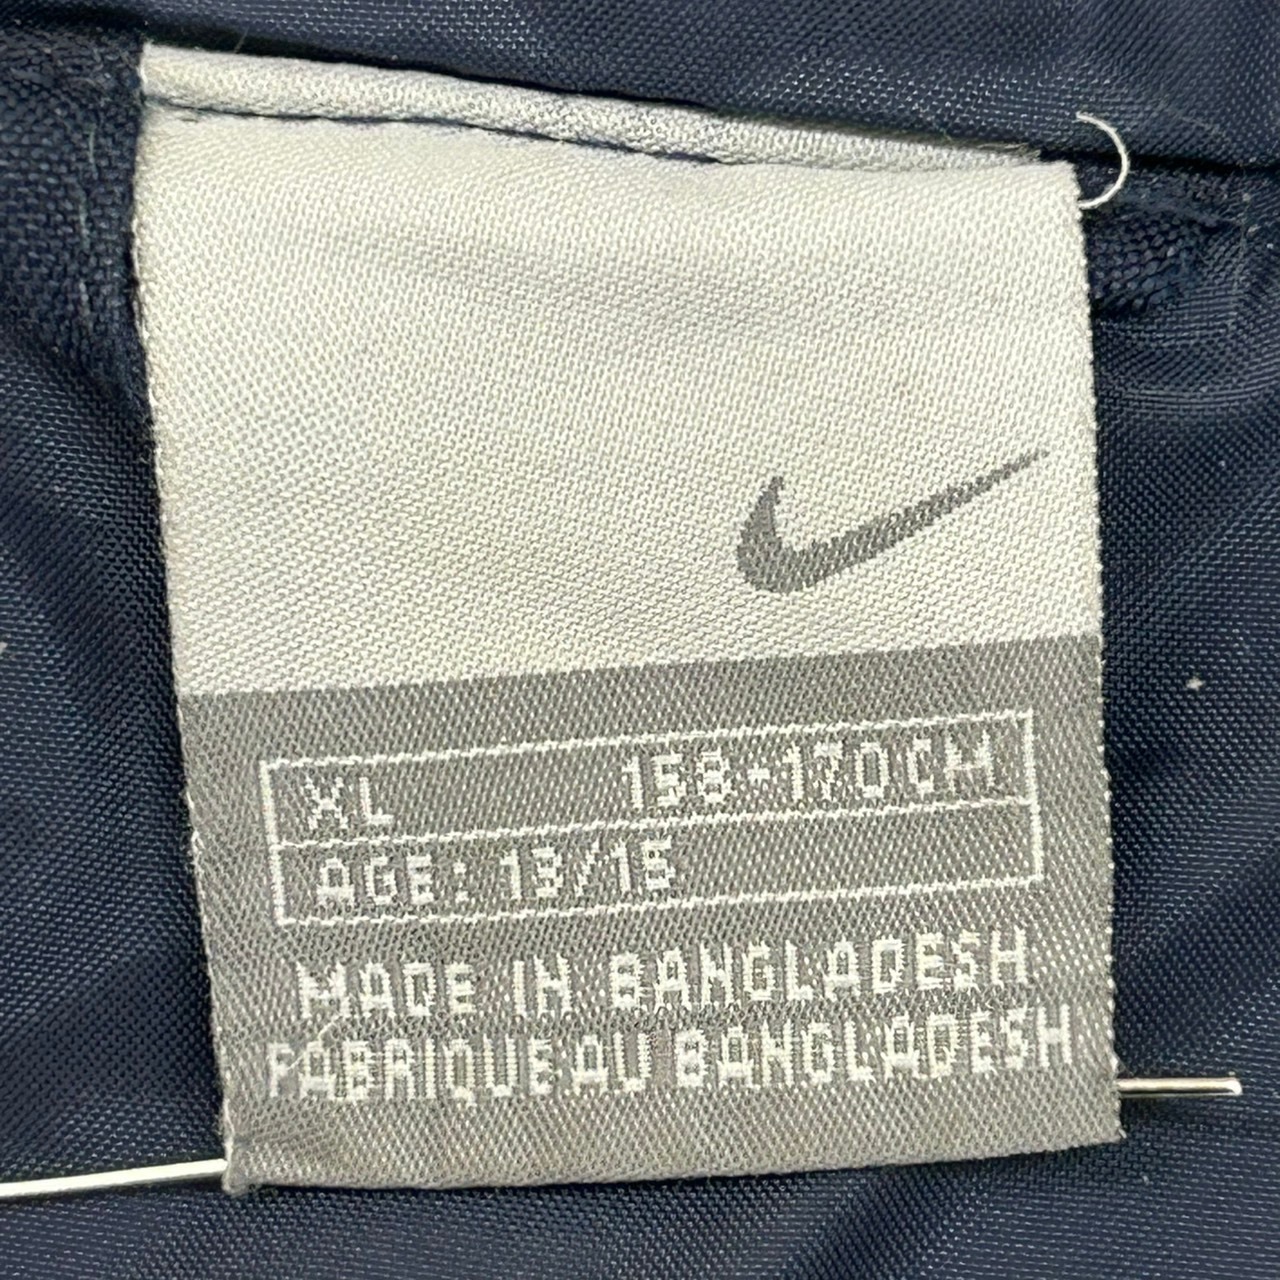 XL 158-170CM
AGE: 13/15
MADE IN BANGLADESH
FABRIQUE AU BANGLADESH